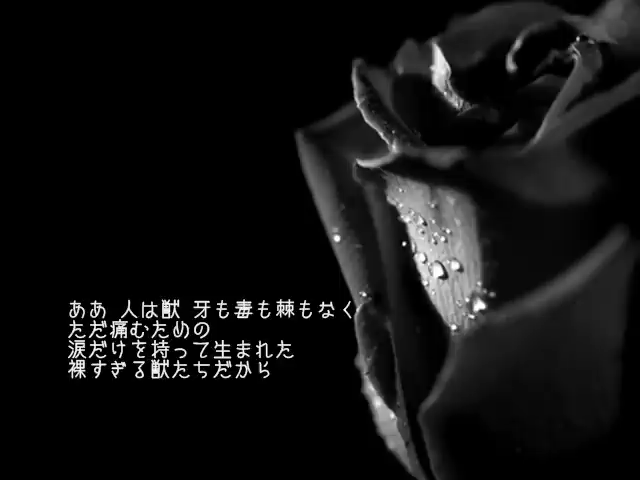 ああ 人は獣 牙も毒も棘もなく
ただ痛むための
涙だけを持って生まれた
裸すぎる獣たちだから